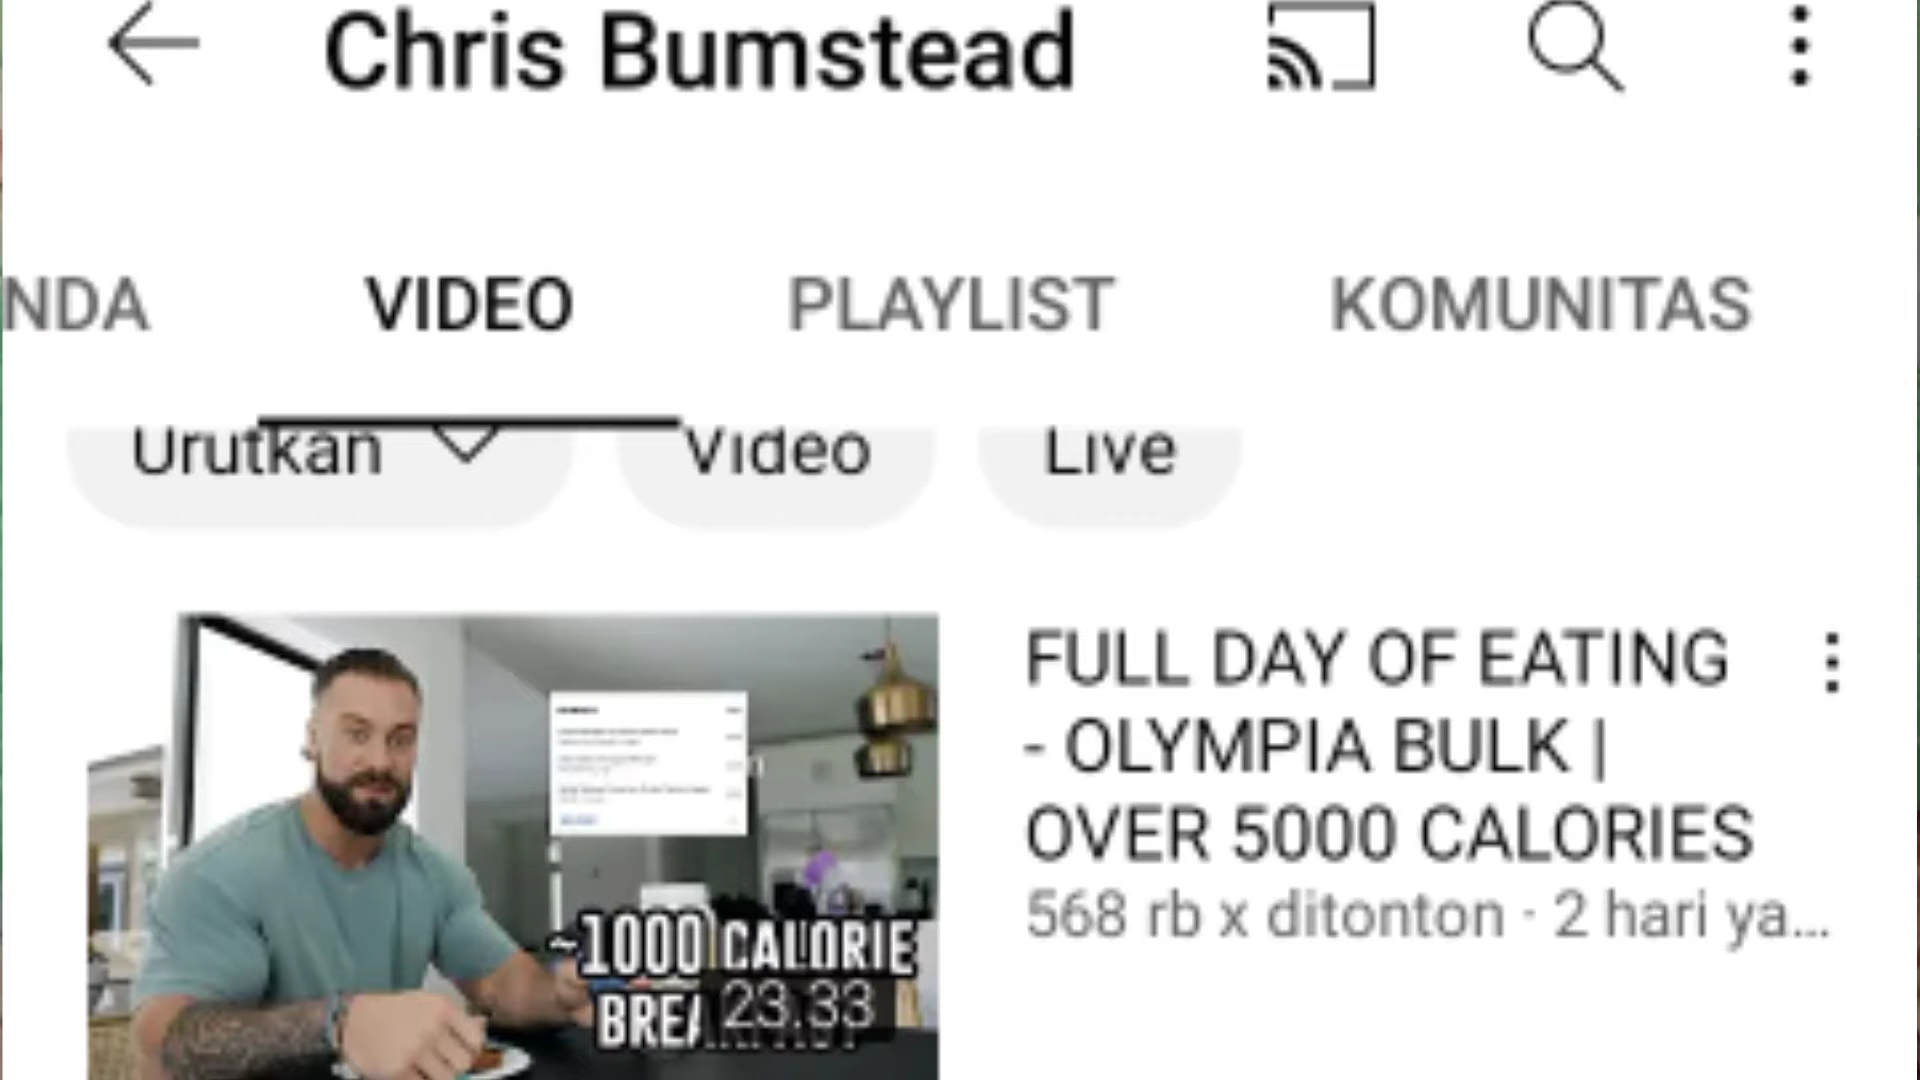 Chris Bumstead
NDA VIDEO PLAYLIST KOMUNITAS
Urutkan Video Live
FULL DAY OF EATING
- OLYMPIA BULK |
OVER 5000 CALORIES
568 rb x ditonton · 2 hari ya...
~1000 CALORIE
23.33